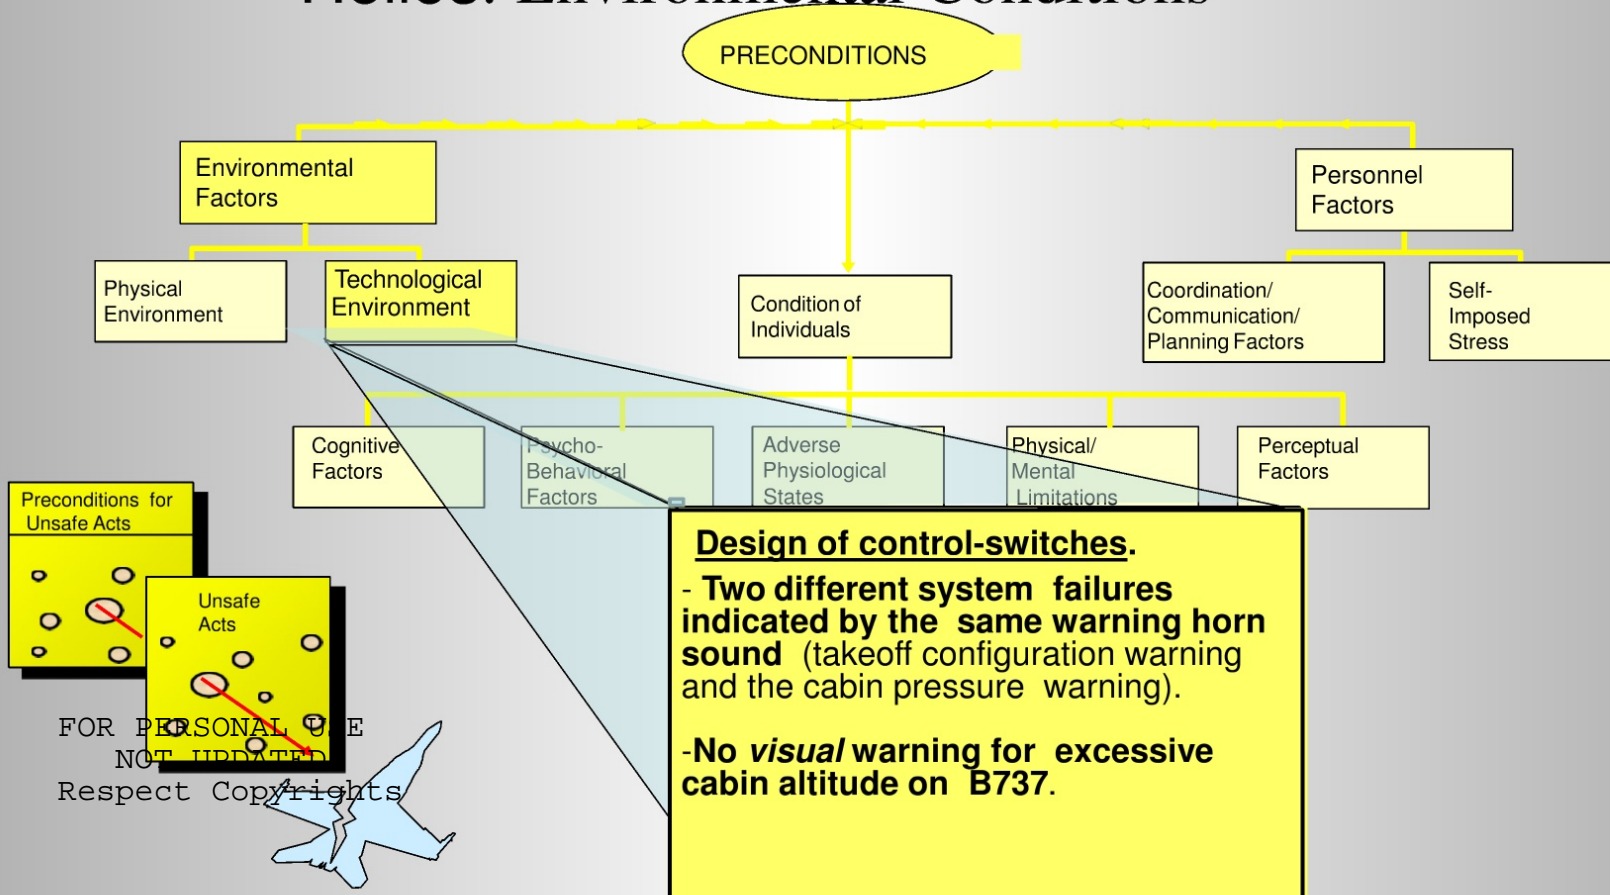 Helios: Environmental Conditions
PRECONDITIONS
Environmental
Factors
Personnel
Factors
Physical
Environment
Technological
Environment
Condition of
Individuals
Coordination/
Communication/
Planning Factors
Self-
Imposed
Stress
Cognitive
Factors
Psycho-
Behavioral
Factors
Adverse
Physiological
States
Physical/
Mental
Limitations
Perceptual
Factors
Preconditions for
Unsafe Acts
Unsafe
Acts
Design of control-switches.
- Two different system failures
indicated by the same warning horn
sound (takeoff configuration warning
and the cabin pressure warning).
-No visual warning for excessive
cabin altitude on B737.
FOR PERSONAL USE
NOT UPDATED
Respect Copyrights